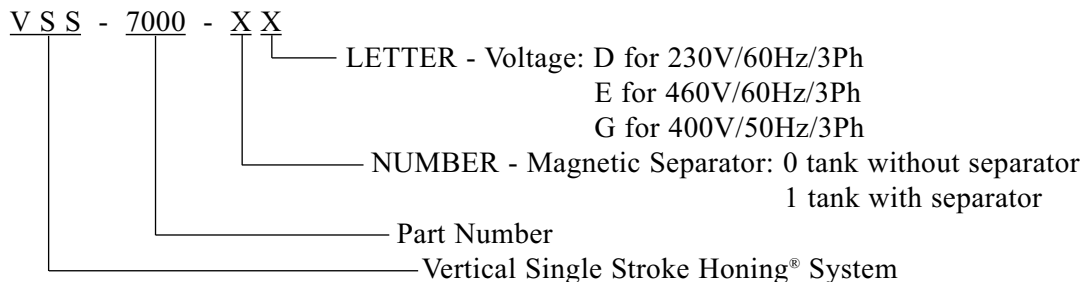 V S S - 7000 - X X
LETTER - Voltage: D for 230V/60Hz/3Ph
E for 460V/60Hz/3Ph
G for 400V/50Hz/3Ph
NUMBER - Magnetic Separator: 0 tank without separator
1 tank with separator
Part Number
Vertical Single Stroke Honing® System